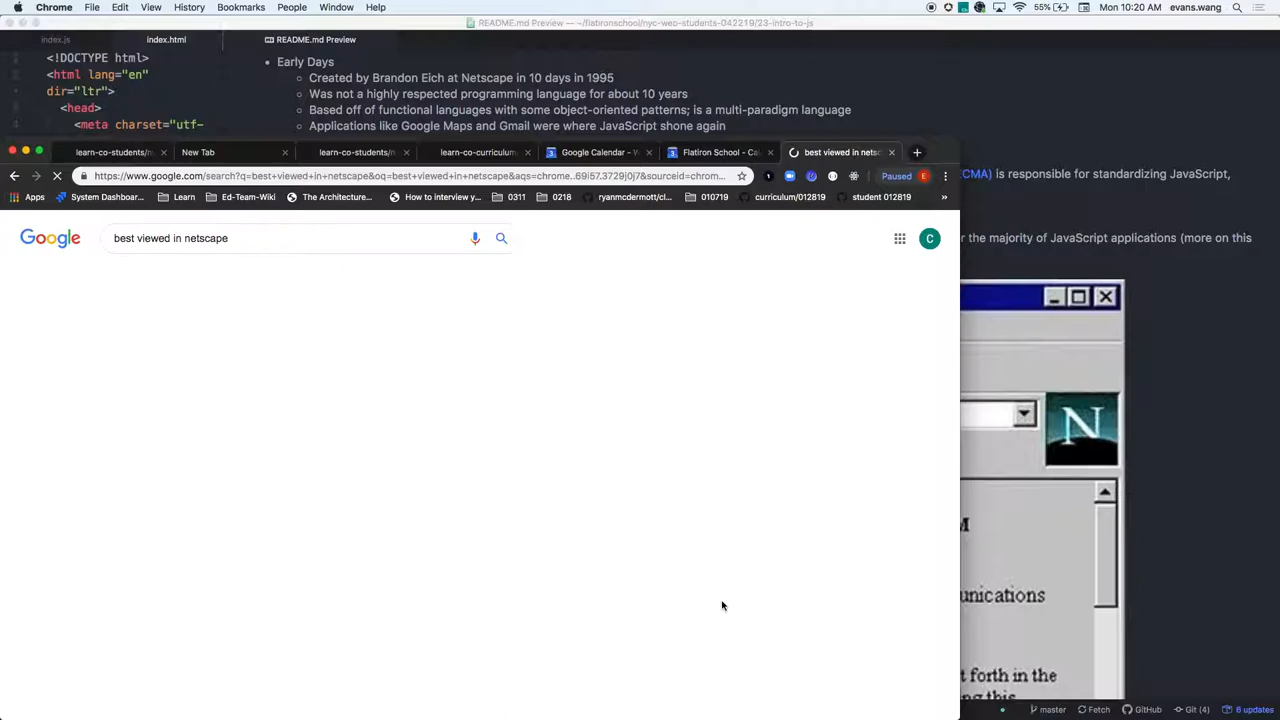 Chrome File Edit View History Bookmarks People Window Help
55% Mon 10:20 AM evans.wang
README.md Preview — ~/flatironschool/nyc-web-students-042219/23-intro-to-js
index.js index.html README.md Preview
<!DOCTYPE html>
<html lang="en"
dir="ltr">
<head>
<meta charset="utf-
Early Days
Created by Brandon Eich at Netscape in 10 days in 1995
Was not a highly respected programming language for about 10 years
Based off of functional languages with some object-oriented patterns; is a multi-paradigm language
Applications like Google Maps and Gmail were where JavaScript shone again
learn-co-students/n New Tab learn-co-students/n learn-co-curriculum Google Calendar - Flatiron School - Ca best viewed in netsc
CMA) is responsible for standardizing JavaScript,
https://www.google.com/search?q=best+viewed+in+netscape&oq=best+viewed+in+netscape&aqs=chrome..69i57.3729j0j7&sourceid=chrom...
Paused E
Apps System Dashboar... Learn Ed-Team-Wiki The Architecture... How to interview y... 0311 0218 ryanmcdermott/cl... 010719 curriculum/012819 student 012819 »
r the majority of JavaScript applications (more on this
Google best viewed in netscape C
N
M
unications
t forth in the
ng this
master Fetch GitHub Git (4) 6 updates